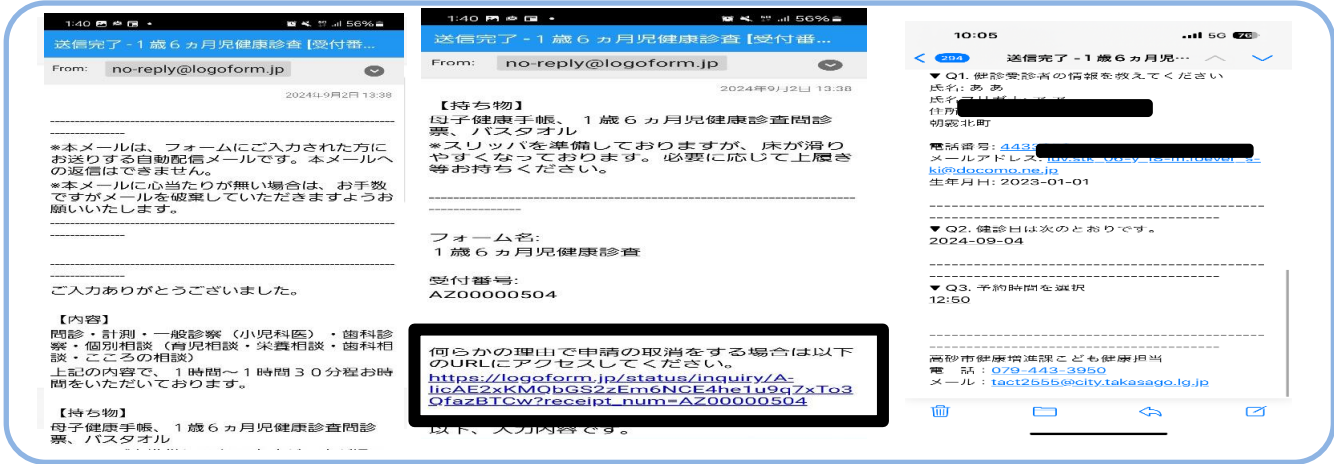 1:40
56%
送信完了 - 1歳6ヵ月児健康診査 [受付番...
From: no-reply@logoform.jp
2024年9月2日 13:38
*本メールは、フォームにご入力された方に
お送りする自動配信メールです。本メールへ
の返信はできません。
*本メールに心当たりが無い場合は、お手数
ですがメールを破棄していただきますようお
願いいたします。
ご入力ありがとうございました。
【内容】
問診・計測・一般診察（小児科医）・歯科診
察・個別相談（育児相談・栄養相談・歯科相
談・こころの相談）
上記の内容で、1時間～1時間30分程お時
間をいただいております。
【持ち物】
母子健康手帳、1歳6ヵ月児健康診査問診
票、バスタオル
1:40
56%
送信完了 - 1歳6ヵ月児健康診査 [受付番...
From: no-reply@logoform.jp
2024年9月2日 13:38
【持ち物】
母子健康手帳、1歳6ヵ月児健康診査問診
票、バスタオル
*スリッパを準備しておりますが、床が滑り
やすくなっております。必要に応じて上履き
等お持ちください。
フォーム名:
1歳6ヵ月児健康診査
受付番号:
AZ00000504
何らかの理由で申請の取消をする場合は以下
のURLにアクセスしてください。
https://logoform.jp/status/inquiry/A-
licAE2xKMObGS2zEm6NCE4heTu9q7xTo3
QfazBTCw?receipt_num=AZ00000504
以下、入力内容です。
10:05
5G 76
294 送信完了 - 1歳6ヵ月児…
▼ Q1. 健診受診者の情報を教えてください
氏名: あ あ
住所
朝霧北町
電話番号: 443
メールアドレス:
ki@docomo.ne.jp
生年月日: 2023-01-01
▼ Q2. 健診日は次のとおりです。
2024-09-04
▼ Q3. 予約時間を選択
12:50
高砂市健康増進課こども健康担当
電 話：079-443-3950
メール：tact2555@city.takasago.lg.jp